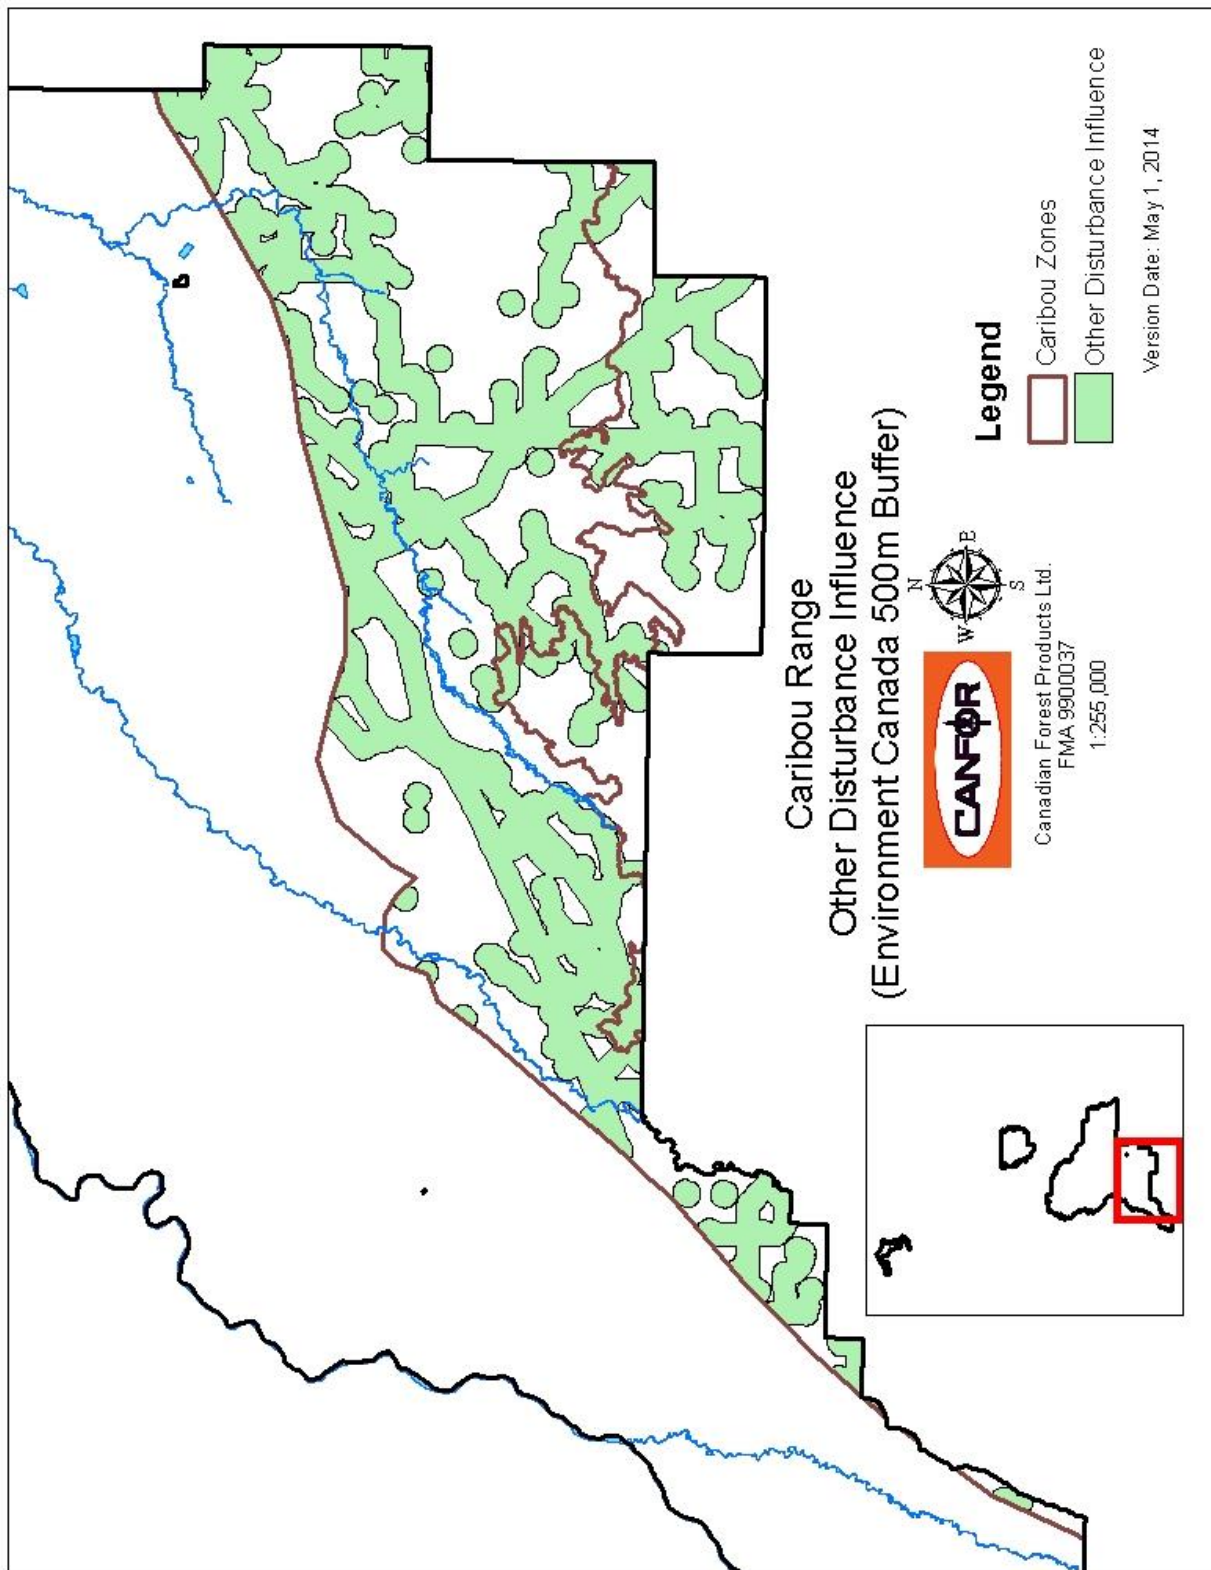 Caribou Range
Other Disturbance Influence
(Environment Canada 500m Buffer)
CANFOR
N
W
E
S
Canadian Forest Products Ltd.
FMA 9900037
1:255,000
Legend
Caribou Zones
Other Disturbance Influence
Version Date: May 1, 2014